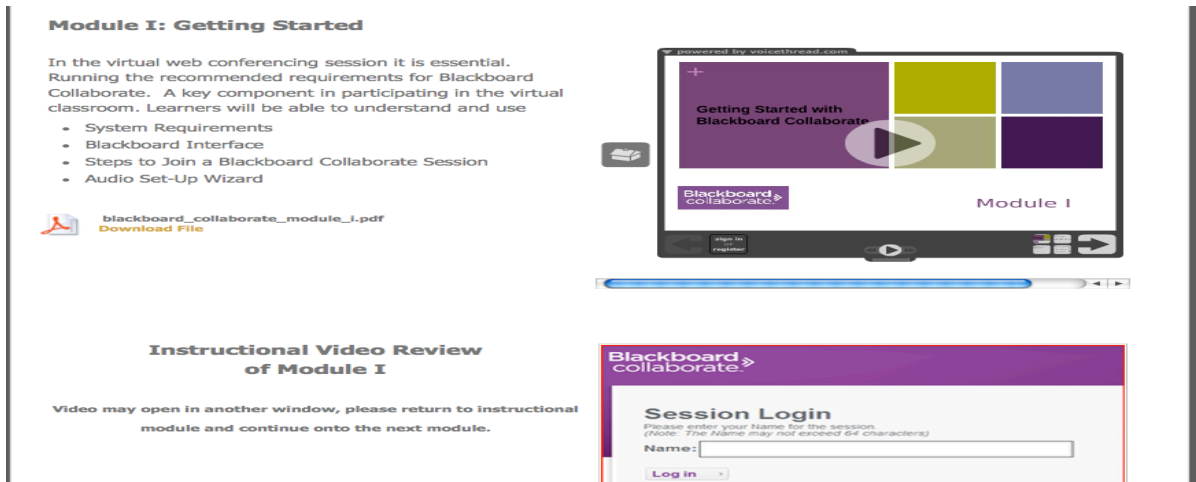 Module I: Getting Started
In the virtual web conferencing session it is essential.
Running the recommended requirements for Blackboard
Collaborate.  A key component in participating in the virtual
classroom. Learners will be able to understand and use
System Requirements
Blackboard Interface
Steps to Join a Blackboard Collaborate Session
Audio Set-Up Wizard
blackboard_collaborate_module_i.pdf
Download File
powered by voicethread.com
Getting Started with
Blackboard Collaborate
Blackboard
collaborate.
Module I
sign in
or
register
Instructional Video Review
of Module I
Video may open in another window, please return to instructional
module and continue onto the next module.
Blackboard
collaborate.
Session Login
Please enter your Name for the session.
(Note: The Name may not exceed 64 characters)
Name:
Log in